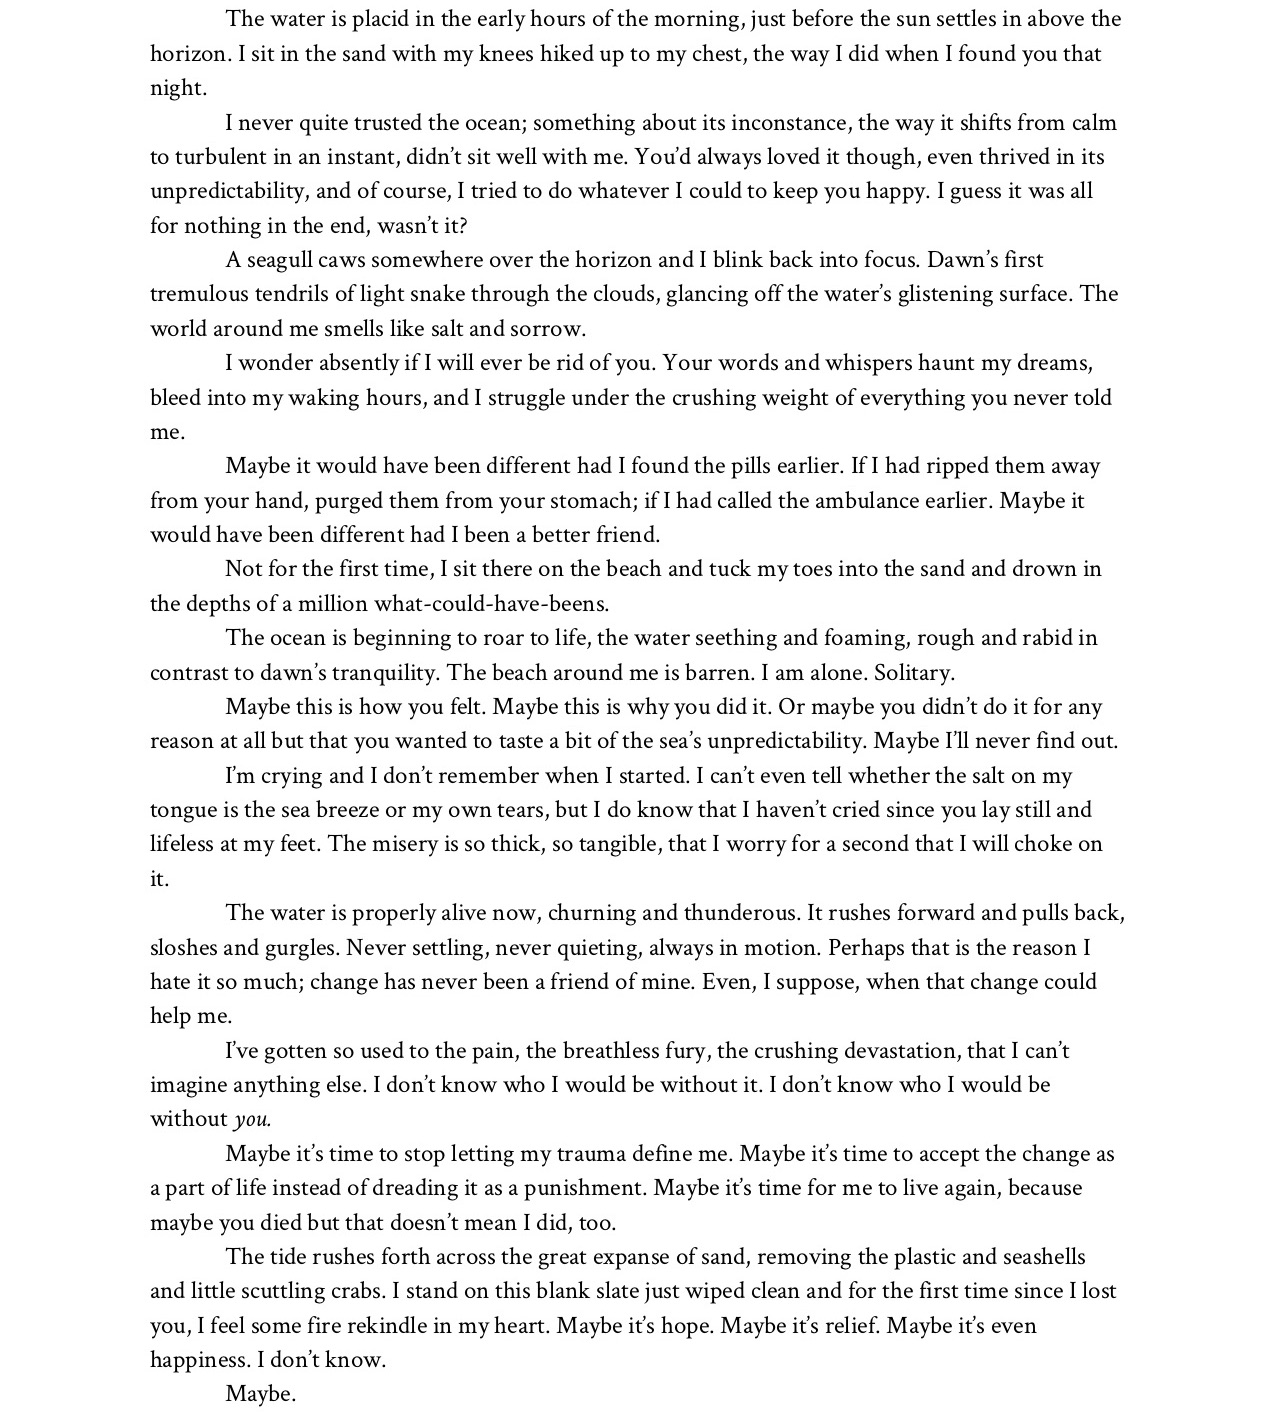 The water is placid in the early hours of the morning, just before the sun settles in above the
horizon. I sit in the sand with my knees hiked up to my chest, the way I did when I found you that
night.
I never quite trusted the ocean; something about its inconstance, the way it shifts from calm
to turbulent in an instant, didn’t sit well with me. You’d always loved it though, even thrived in its
unpredictability, and of course, I tried to do whatever I could to keep you happy. I guess it was all
for nothing in the end, wasn’t it?
A seagull caws somewhere over the horizon and I blink back into focus. Dawn’s first
tremulous tendrils of light snake through the clouds, glancing off the water’s glistening surface. The
world around me smells like salt and sorrow.
I wonder absently if I will ever be rid of you. Your words and whispers haunt my dreams,
bleed into my waking hours, and I struggle under the crushing weight of everything you never told
me.
Maybe it would have been different had I found the pills earlier. If I had ripped them away
from your hand, purged them from your stomach; if I had called the ambulance earlier. Maybe it
would have been different had I been a better friend.
Not for the first time, I sit there on the beach and tuck my toes into the sand and drown in
the depths of a million what-could-have-beens.
The ocean is beginning to roar to life, the water seething and foaming, rough and rabid in
contrast to dawn’s tranquility. The beach around me is barren. I am alone. Solitary.
Maybe this is how you felt. Maybe this is why you did it. Or maybe you didn’t do it for any
reason at all but that you wanted to taste a bit of the sea’s unpredictability. Maybe I’ll never find out.
I’m crying and I don’t remember when I started. I can’t even tell whether the salt on my
tongue is the sea breeze or my own tears, but I do know that I haven’t cried since you lay still and
lifeless at my feet. The misery is so thick, so tangible, that I worry for a second that I will choke on
it.
The water is properly alive now, churning and thunderous. It rushes forward and pulls back,
sloshes and gurgles. Never settling, never quieting, always in motion. Perhaps that is the reason I
hate it so much; change has never been a friend of mine. Even, I suppose, when that change could
help me.
I’ve gotten so used to the pain, the breathless fury, the crushing devastation, that I can’t
imagine anything else. I don’t know who I would be without it. I don’t know who I would be
without you.
Maybe it’s time to stop letting my trauma define me. Maybe it’s time to accept the change as
a part of life instead of dreading it as a punishment. Maybe it’s time for me to live again, because
maybe you died but that doesn’t mean I did, too.
The tide rushes forth across the great expanse of sand, removing the plastic and seashells
and little scuttling crabs. I stand on this blank slate just wiped clean and for the first time since I lost
you, I feel some fire rekindle in my heart. Maybe it’s hope. Maybe it’s relief. Maybe it’s even
happiness. I don’t know.
Maybe.